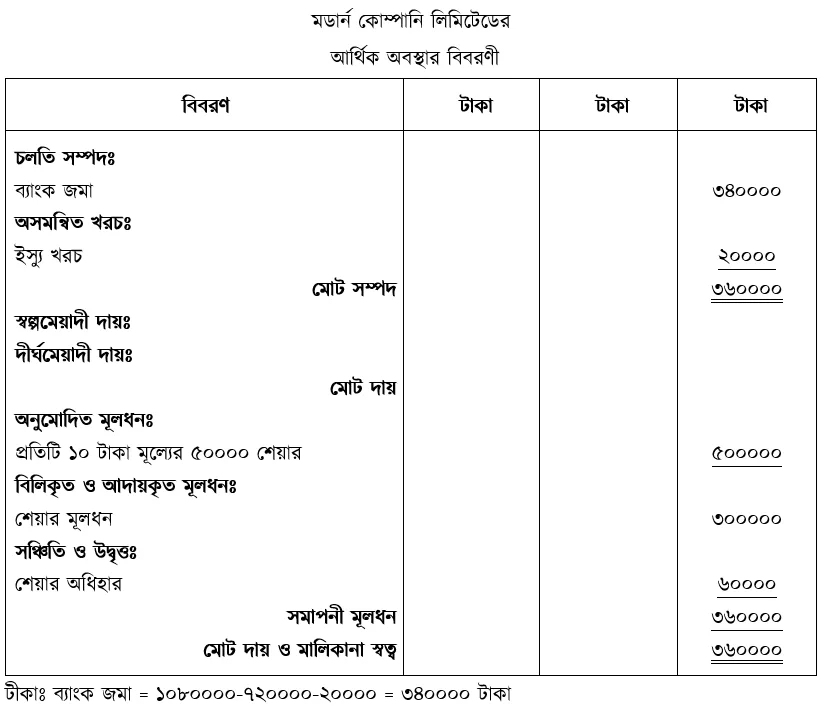 মডার্ন কোম্পানি লিমিটেডের
আর্থিক অবস্থার বিবরণী
বিবরণ টাকা টাকা টাকা
চলতি সম্পদঃ
ব্যাংক জমা ৩৪০০০০
অসমন্বিত খরচঃ
ইস্যু খরচ ২০০০০
মোট সম্পদ ৩৬০০০০
স্বল্পমেয়াদী দায়ঃ
দীর্ঘমেয়াদী দায়ঃ
মোট দায়
অনুমোদিত মূলধনঃ
প্রতিটি ১০ টাকা মূল্যের ৫০০০০ শেয়ার ৫০০০০০
বিলিকৃত ও আদায়কৃত মূলধনঃ
শেয়ার মূলধন ৩০০০০০
সঞ্চিতি ও উদ্বৃত্তঃ
শেয়ার অধিহার ৬০০০০
সমাপনী মূলধন ৩৬০০০০
মোট দায় ও মালিকানা স্বত্ব ৩৬০০০০
টীকাঃ ব্যাংক জমা = ১০৮০০০০-৭২০০০০-২০০০০ = ৩৪০০০০ টাকা